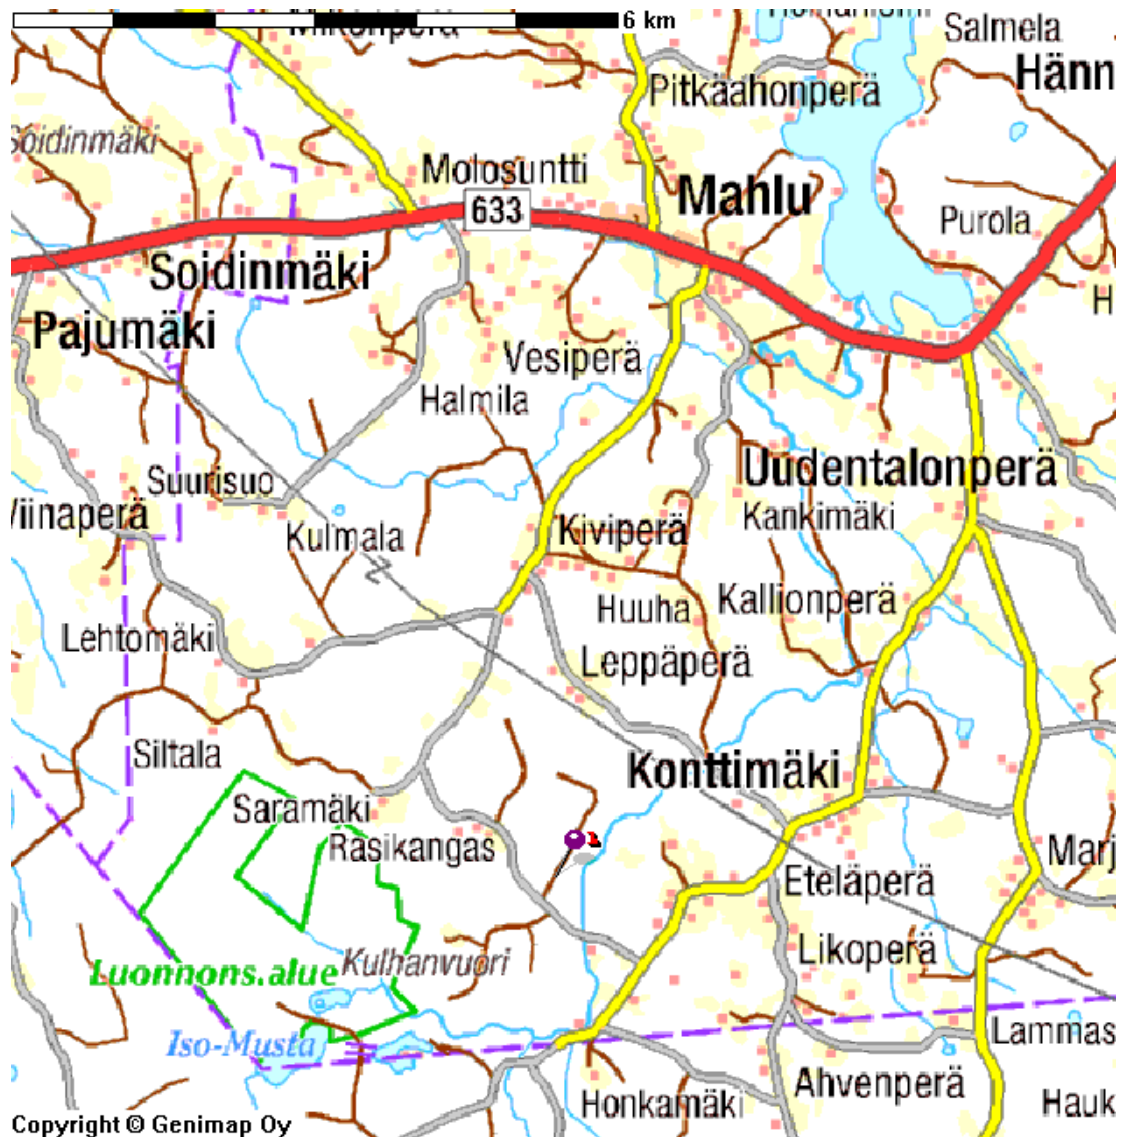 6 km
Salmela
Hänn
Pitkäahonperä
Soidinmäki
Molosuntti
Mahlu
633
Purola
Soidinmäki
H
Pajumäki
Vesiperä
Halmila
Uudentalonperä
Suurisuo
Viinaperä
Kankimäki
Kiviperä
Kulmala
Kallionperä
Huuha
Lehtomäki
Leppäperä
Siltala
Konttimäki
Saramäki
Rasikangas
Marj
Eteläperä
Likoperä
Kulhanvuori
Luonnons.alue
Lammas
Iso-Musta
Ahvenperä
Honkamäki
Hauk
Copyright © Genimap Oy